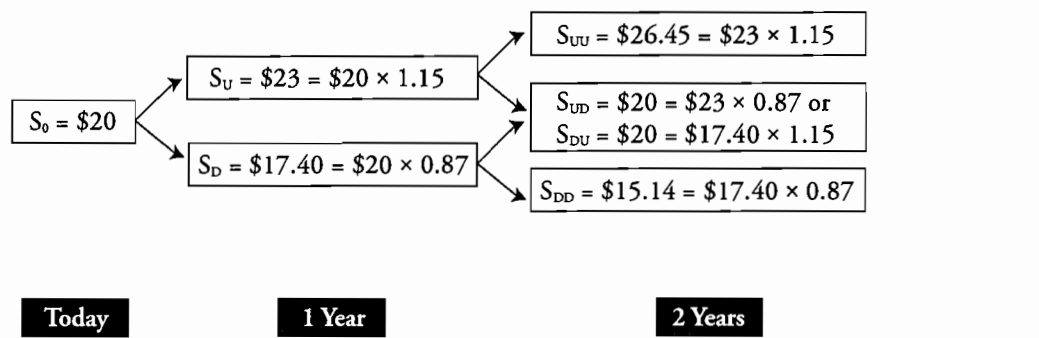 S₀ = $20
S_U = $23 = $20 × 1.15
S_D = $17.40 = $20 × 0.87
S_UU = $26.45 = $23 × 1.15
S_UD = $20 = $23 × 0.87 or
S_DU = $20 = $17.40 × 1.15
S_DD = $15.14 = $17.40 × 0.87
Today
1 Year
2 Years